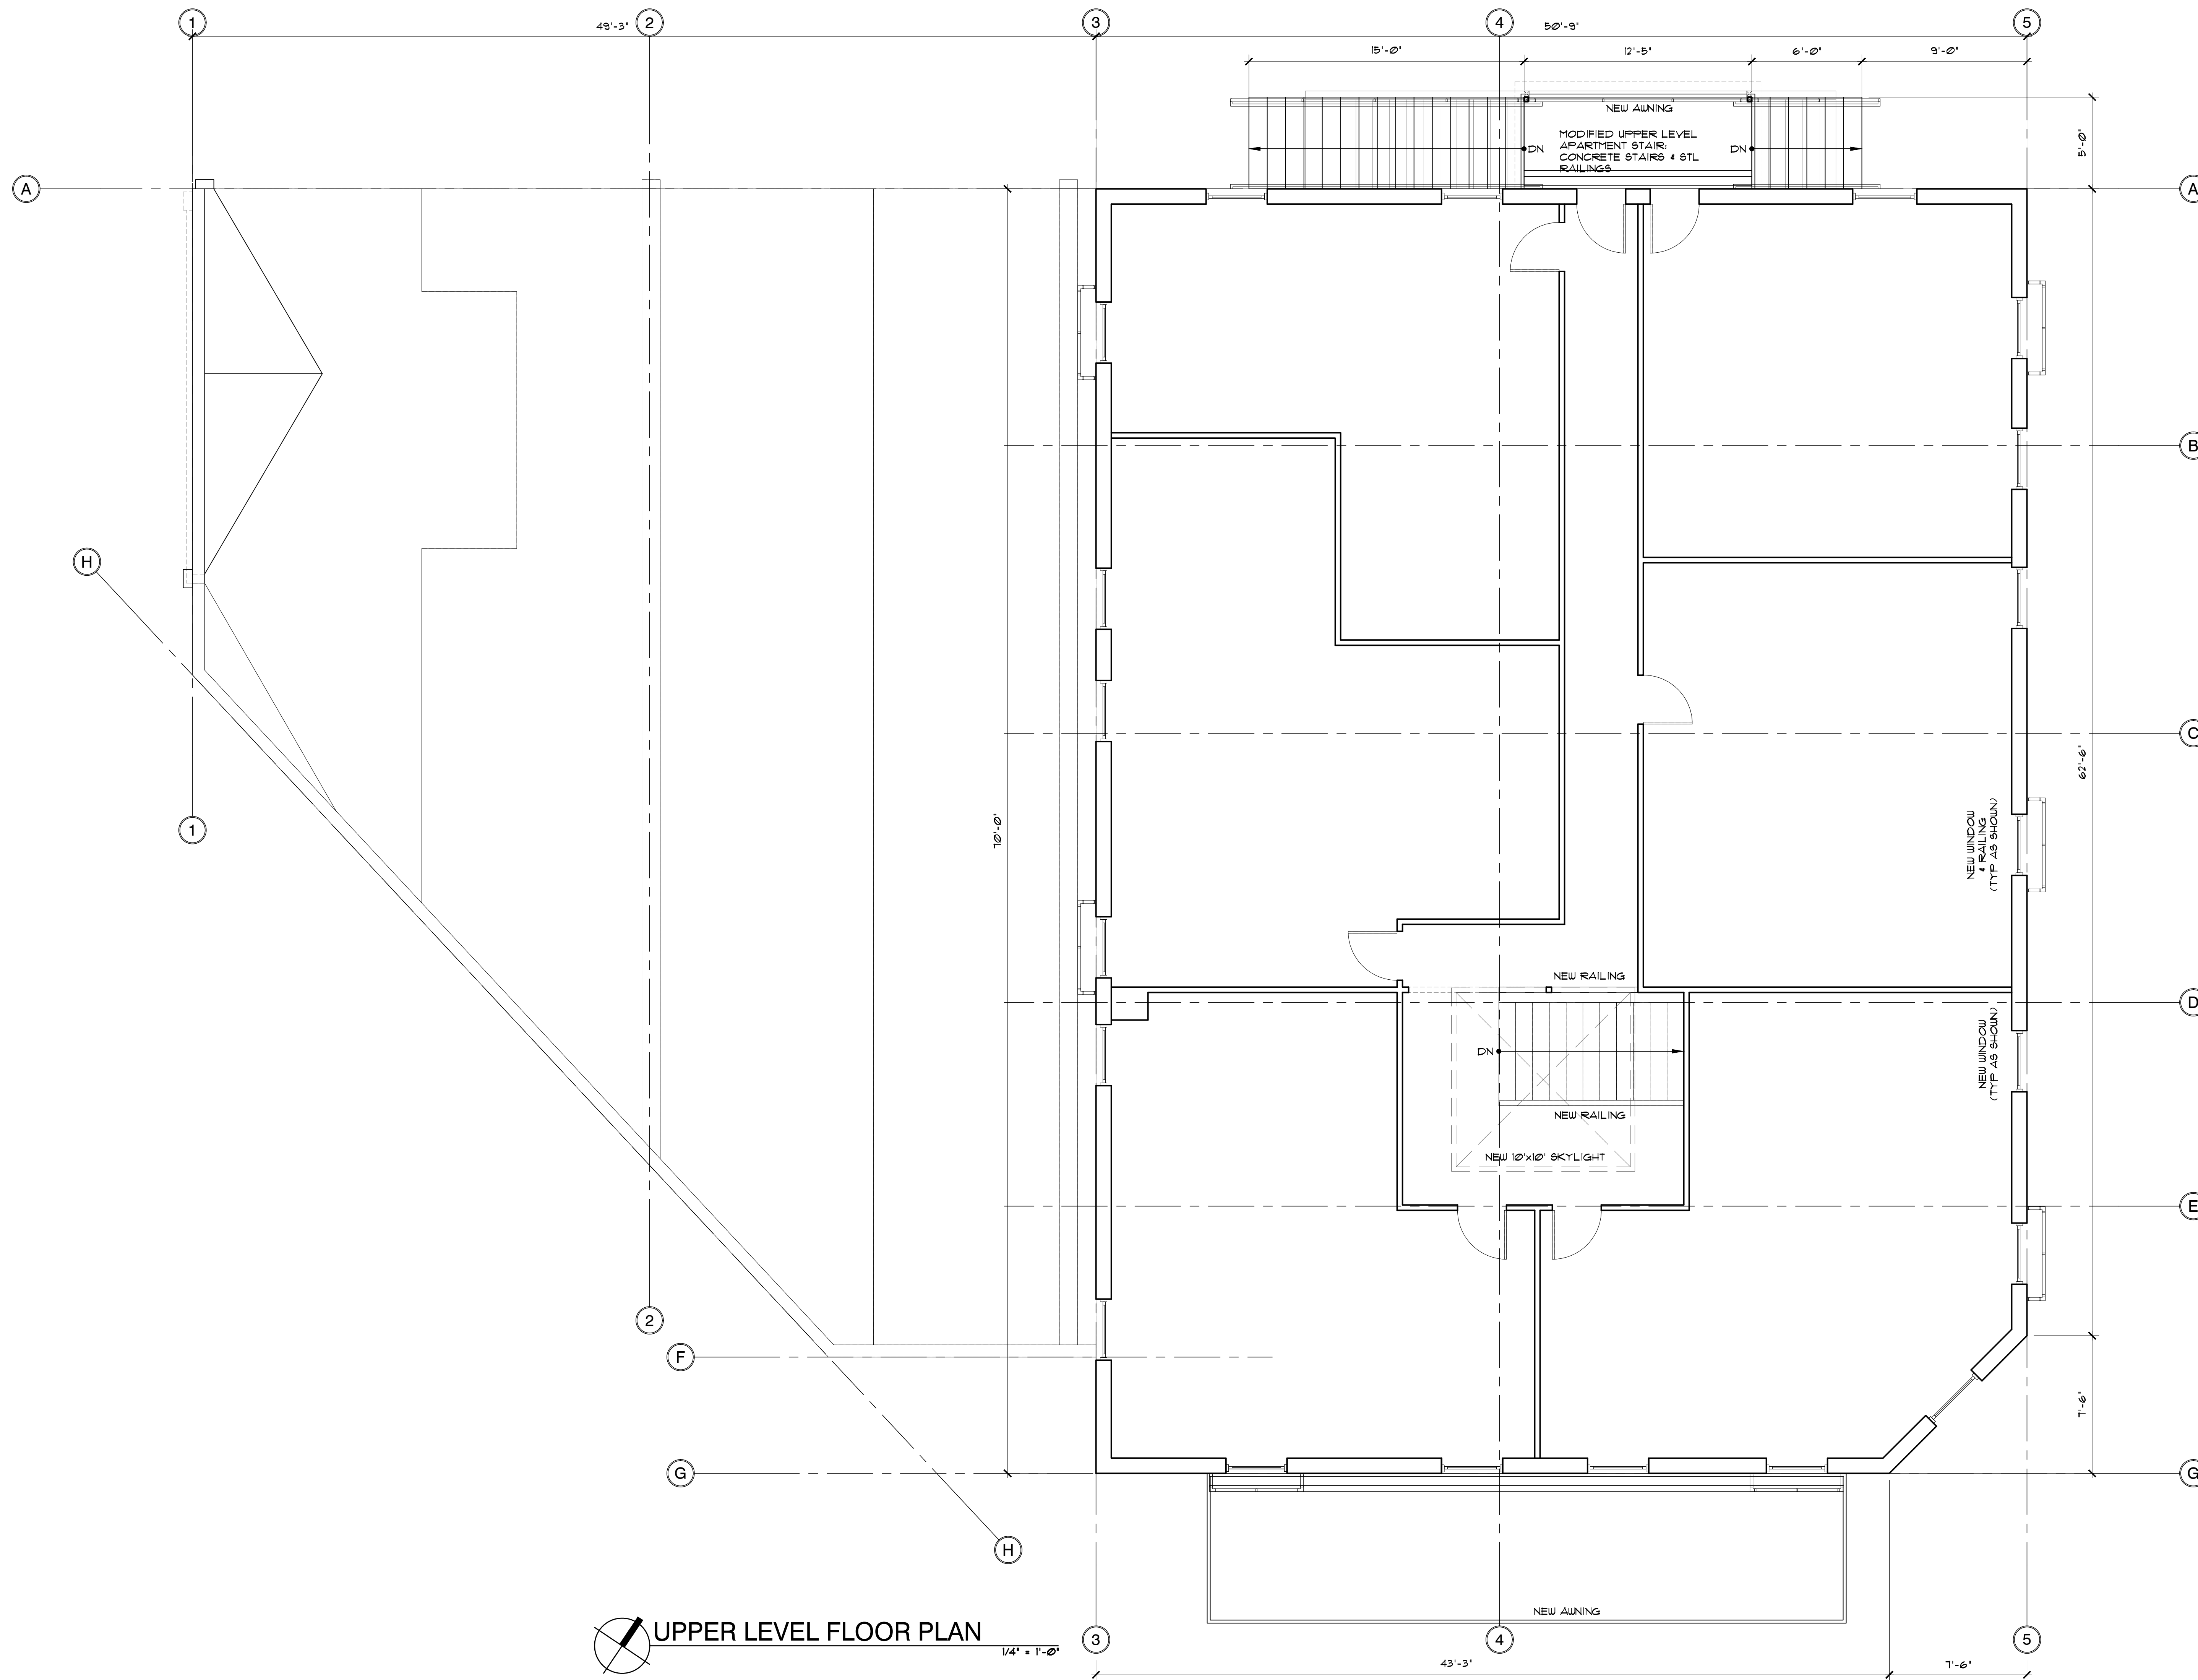 1
49'-3"
2
3
4
50'-9"
5
15'-0"
12'-5"
6'-0"
9'-0"
NEW AWNING
MODIFIED UPPER LEVEL
APARTMENT STAIR:
CONCRETE STAIRS & STL
RAILINGS
DN
DN
5'-0"
A
A
B
H
C
62'-6"
70'-0"
1
NEW WINDOW
& RAILING
(TYP AS SHOWN)
NEW RAILING
D
DN
NEW WINDOW
(TYP AS SHOWN)
NEW RAILING
NEW 10'x10' SKYLIGHT
E
2
F
7'-6"
G
G
H
NEW AWNING
UPPER LEVEL FLOOR PLAN
1/4" = 1'-0"
3
4
5
43'-3"
7'-6"